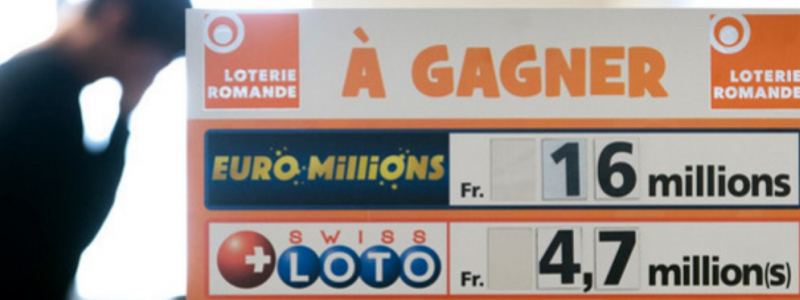 LOTERIE
ROMANDE
À GAGNER
LOTERIE
ROMANDE
EURO MilliONS
Fr. 16 millions
SWISS
LOTO
Fr. 4,7 million(s)